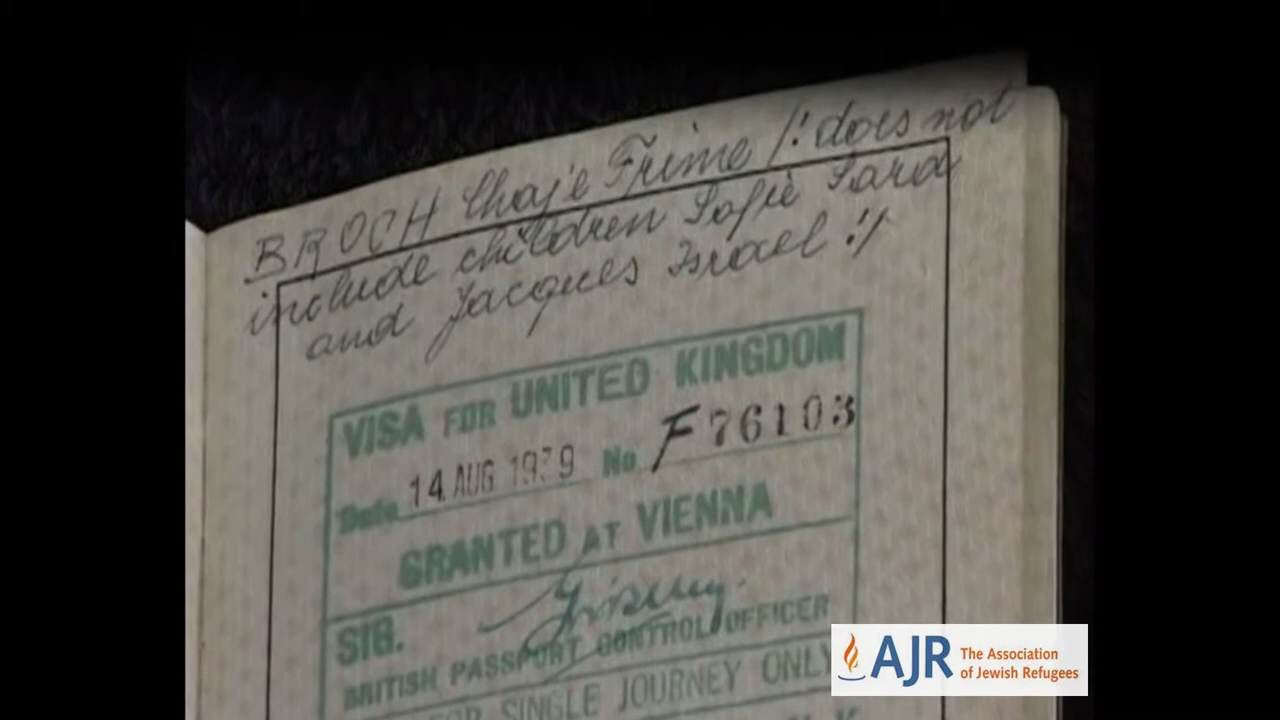 BROCH Chaje Frime /: does not
include children Sofie Sara
and Jacques Israel :/
VISA FOR UNITED KINGDOM
Date 14 AUG 1939 No F 76103
GRANTED AT VIENNA
SIG.
BRITISH PASSPORT CONTROL OFFICER
FOR SINGLE JOURNEY ONLY
AJR The Association
of Jewish Refugees